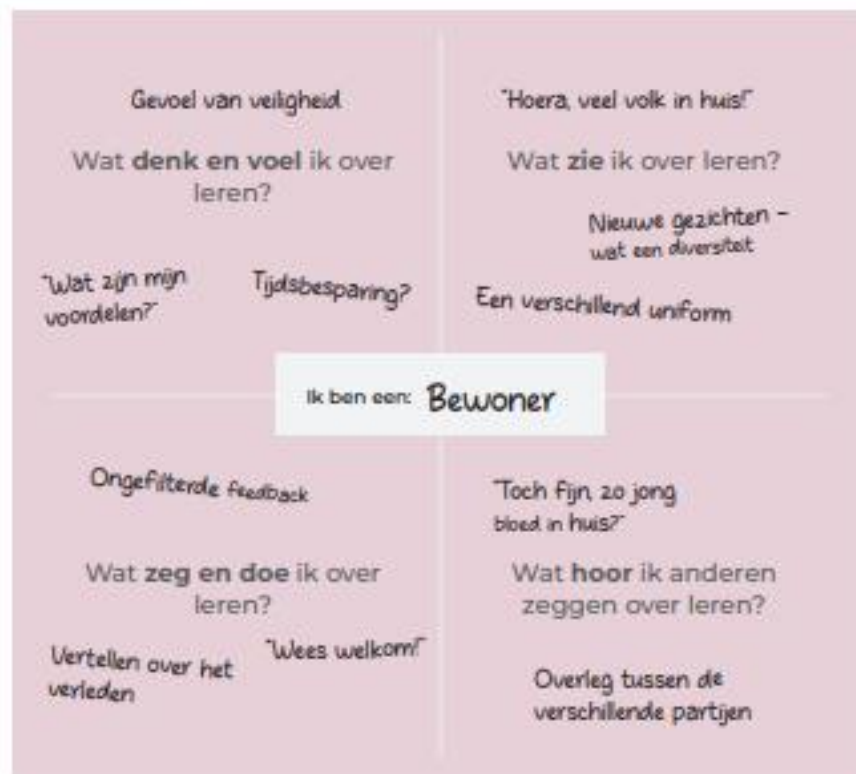 Gevoel van veiligheid
Wat denk en voel ik over
leren?
"Wat zijn mijn
voordelen?"
Tijdsbesparing?
"Hoera, veel volk in huis!"
Wat zie ik over leren?
Nieuwe gezichten -
wat een diversiteit
Een verschillend uniform
Ik ben een: Bewoner
Ongefilterde feedback
Wat zeg en doe ik over
leren?
Vertellen over het
verleden
"Wees welkom!"
"Toch fijn, zo jong
bloed in huis?"
Wat hoor ik anderen
zeggen over leren?
Overleg tussen de
verschillende partijen